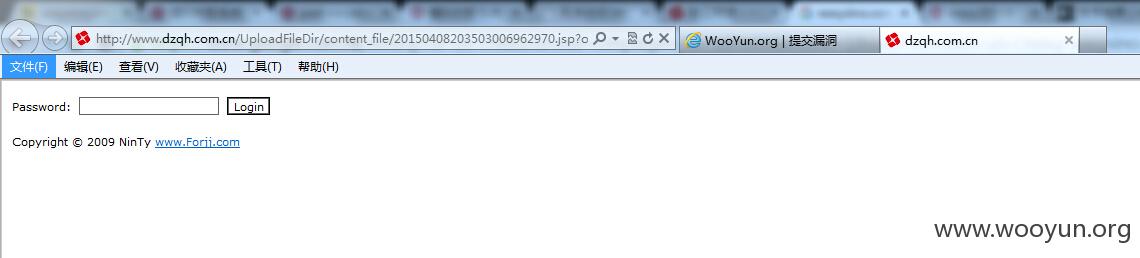 http://www.dzqh.com.cn/UploadFileDir/content_file/20150408203503006962970.jsp?o
WooYun.org | 提交漏洞
dzqh.com.cn
文件(F) 编辑(E) 查看(V) 收藏夹(A) 工具(T) 帮助(H)
Password: Login
Copyright © 2009 NinTy www.Forjj.com
www.wooyun.org